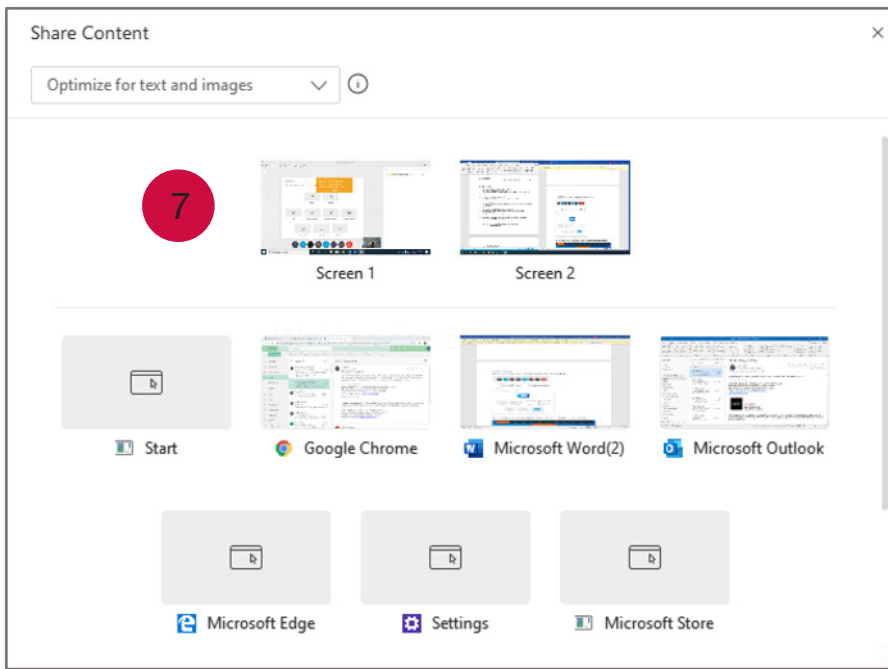 Share Content
Optimize for text and images
7
Screen 1
Screen 2
Start
Google Chrome
Microsoft Word(2)
Microsoft Outlook
Microsoft Edge
Settings
Microsoft Store